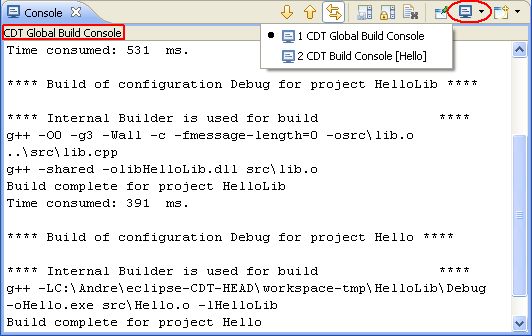 Console
CDT Global Build Console
1 CDT Global Build Console
2 CDT Build Console [Hello]
Time consumed: 531  ms.
**** Build of configuration Debug for project HelloLib ****
**** Internal Builder is used for build               ****
g++ -O0 -g3 -Wall -c -fmessage-length=0 -osrc\lib.o
..\src\lib.cpp
g++ -shared -olibHelloLib.dll src\lib.o
Build complete for project HelloLib
Time consumed: 391  ms.
**** Build of configuration Debug for project Hello ****
**** Internal Builder is used for build               ****
g++ -LC:\Andre\eclipse-CDT-HEAD\workspace-tmp\HelloLib\Debug
-oHello.exe src\Hello.o -lHelloLib
Build complete for project Hello